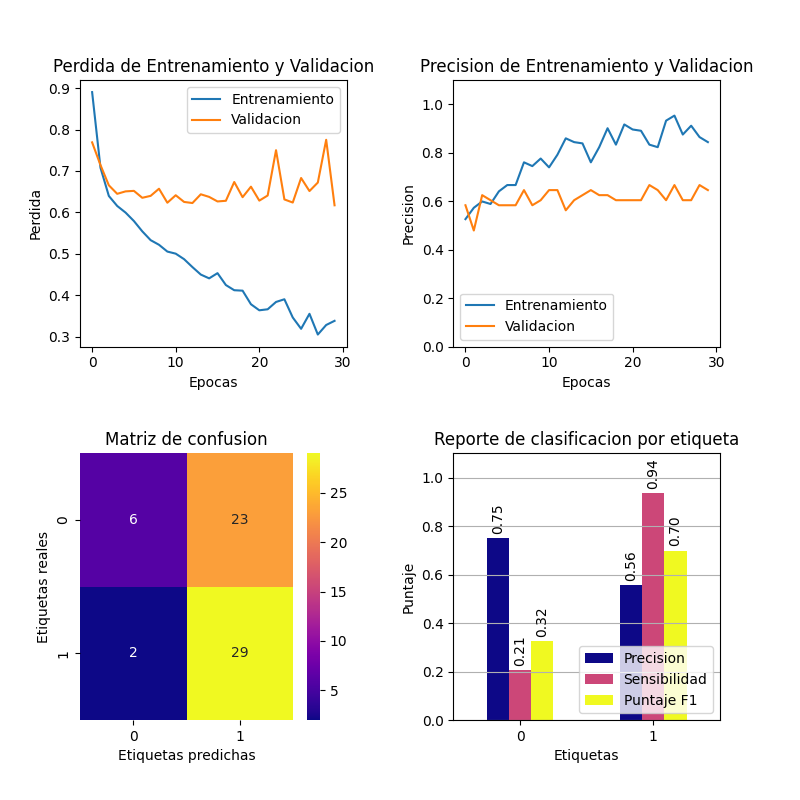 Perdida de Entrenamiento y Validacion
0.9
0.8
0.7
0.6
0.5
0.4
0.3
Perdida
Entrenamiento
Validacion
0
10
20
30
Epocas
Precision de Entrenamiento y Validacion
1.0
0.8
0.6
0.4
0.2
0.0
Precision
Entrenamiento
Validacion
0
10
20
30
Epocas
Matriz de confusion
Etiquetas reales
0
6
23
1
2
29
0
1
Etiquetas predichas
25
20
15
10
5
Reporte de clasificacion por etiqueta
1.0
0.8
0.6
0.4
0.2
0.0
Puntaje
0.75
0.21
0.32
0.56
0.94
0.70
Precision
Sensibilidad
Puntaje F1
0
1
Etiquetas